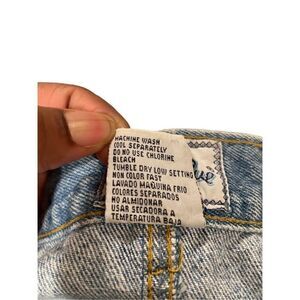 MACHINE WASH
COOL SEPARATELY
DO NOT USE CHLORINE
BLEACH
TUMBLE DRY LOW SETTING
NON COLOR FAST
LAVADO MAQUINA FRIO
COLORES SEPARADOS
NO ALMIDONAR
USAR SECADORA A
TEMPERATURA BAJA